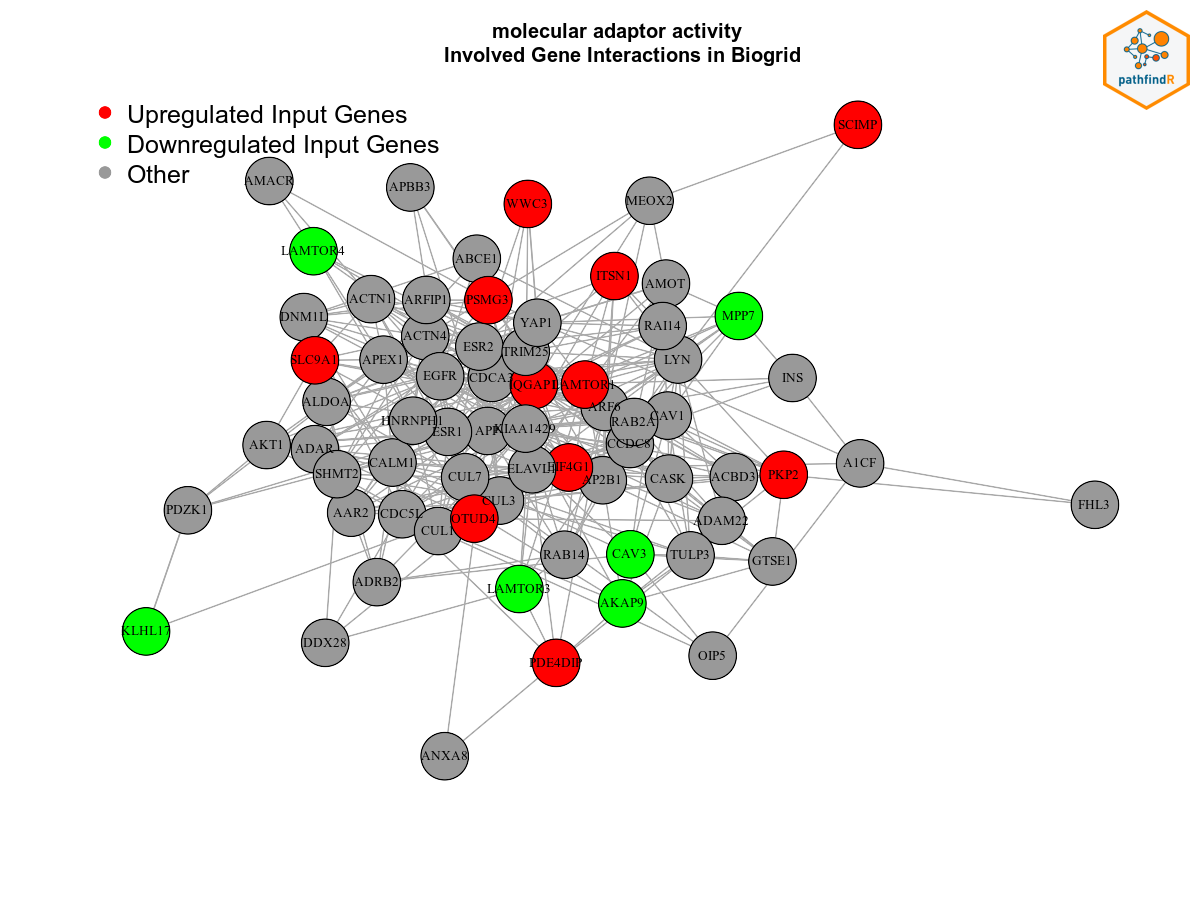 molecular adaptor activity
Involved Gene Interactions in Biogrid
pathfindR
Upregulated Input Genes
Downregulated Input Genes
Other
SCIMP
AMACR
APBB3
WWC3
MEOX2
LAMTOR4
ABCE1
ITSN1
AMOT
ACTN1
ARFIP1
PSMG3
DNM1L
YAP1
RAI14
MPP7
ACTN4
ESR2
TRIM25
SLC9A1
APEX1
LYN
EGFR
INS
IQGAP1
LAMTOR1
ALDOA
ARF6
CAV1
HNRNPH1
RAB2A
ESR1
APP
KIAA1429
AKT1
ADAR
CCDC8
CALM1
A1CF
SHMT2
CUL7
EIF4G1
AP2B1
CASK
ACBD3
PKP2
CUL3
FHL3
PDZK1
AAR2
CDC5L
OTUD4
ADAM22
CUL1
RAB14
CAV3
TULP3
GTSE1
ADRB2
LAMTOR3
AKAP9
KLHL17
DDX28
PDE4DIP
OIP5
ANXA8